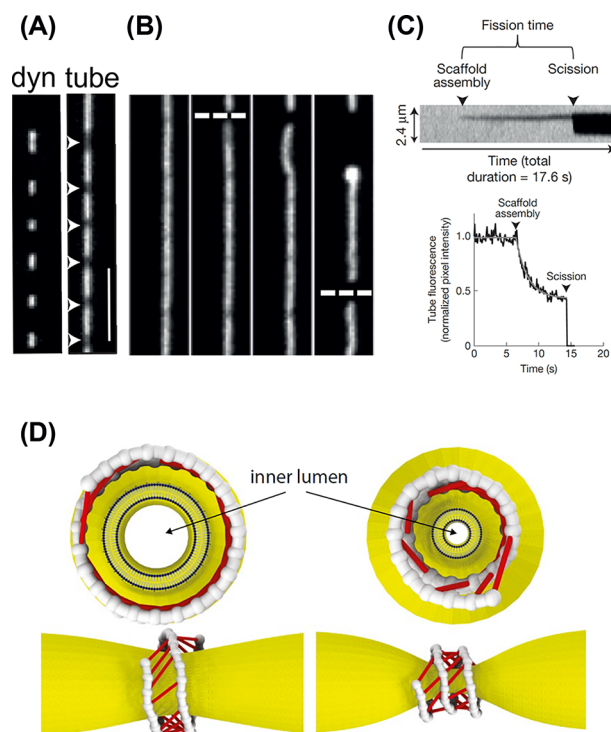 (A)
(B)
(C)
dyn tube
Fission time
Scaffold
assembly
Scission
2.4 µm
Time (total
duration = 17.6 s)
Scaffold
assembly
Scission
Tube fluorescence
(normalized pixel intensity)
1.0
0.5
0
0
5
10
15
20
Time (s)
(D)
inner lumen